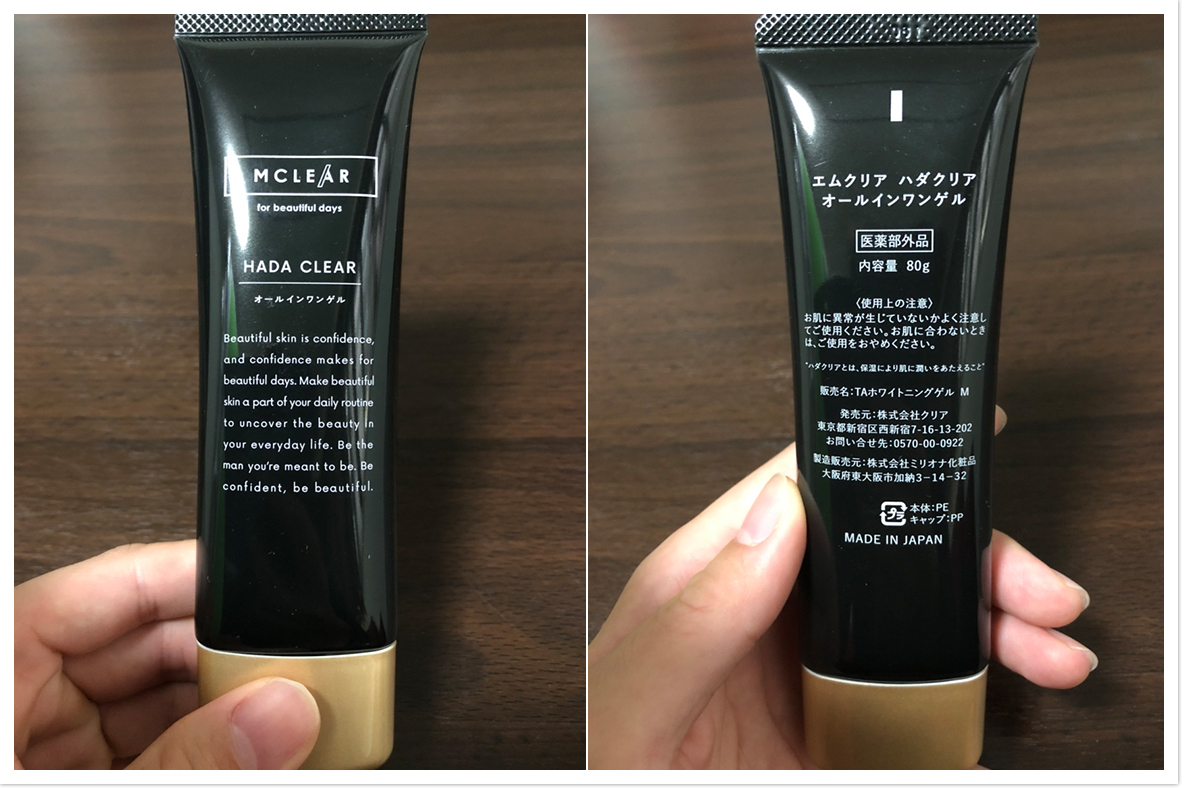 MCLEAR
for beautiful days
HADA CLEAR
オールインワンゲル
Beautiful skin is confidence,
and confidence makes for
beautiful days. Make beautiful
skin a part of your daily routine
to uncover the beauty in
your everyday life. Be the
man you're meant to be. Be
confident, be beautiful.
エムクリア ハダクリア
オールインワンゲル
医薬部外品
内容量 80g
〈使用上の注意〉
お肌に異常が生じていないかよく注意し
てご使用ください。お肌に合わないとき
は、ご使用をおやめください。
"ハダクリアとは、保湿により肌に潤いをあたえること"
販売名:TAホワイトニングゲル M
発売元:株式会社クリア
東京都新宿区西新宿7-16-13-202
お問い合せ先:0570-00-0922
製造販売元:株式会社ミリオナ化粧品
大阪府東大阪市加納3-14-32
プラ
本体:PE
キャップ:PP
MADE IN JAPAN